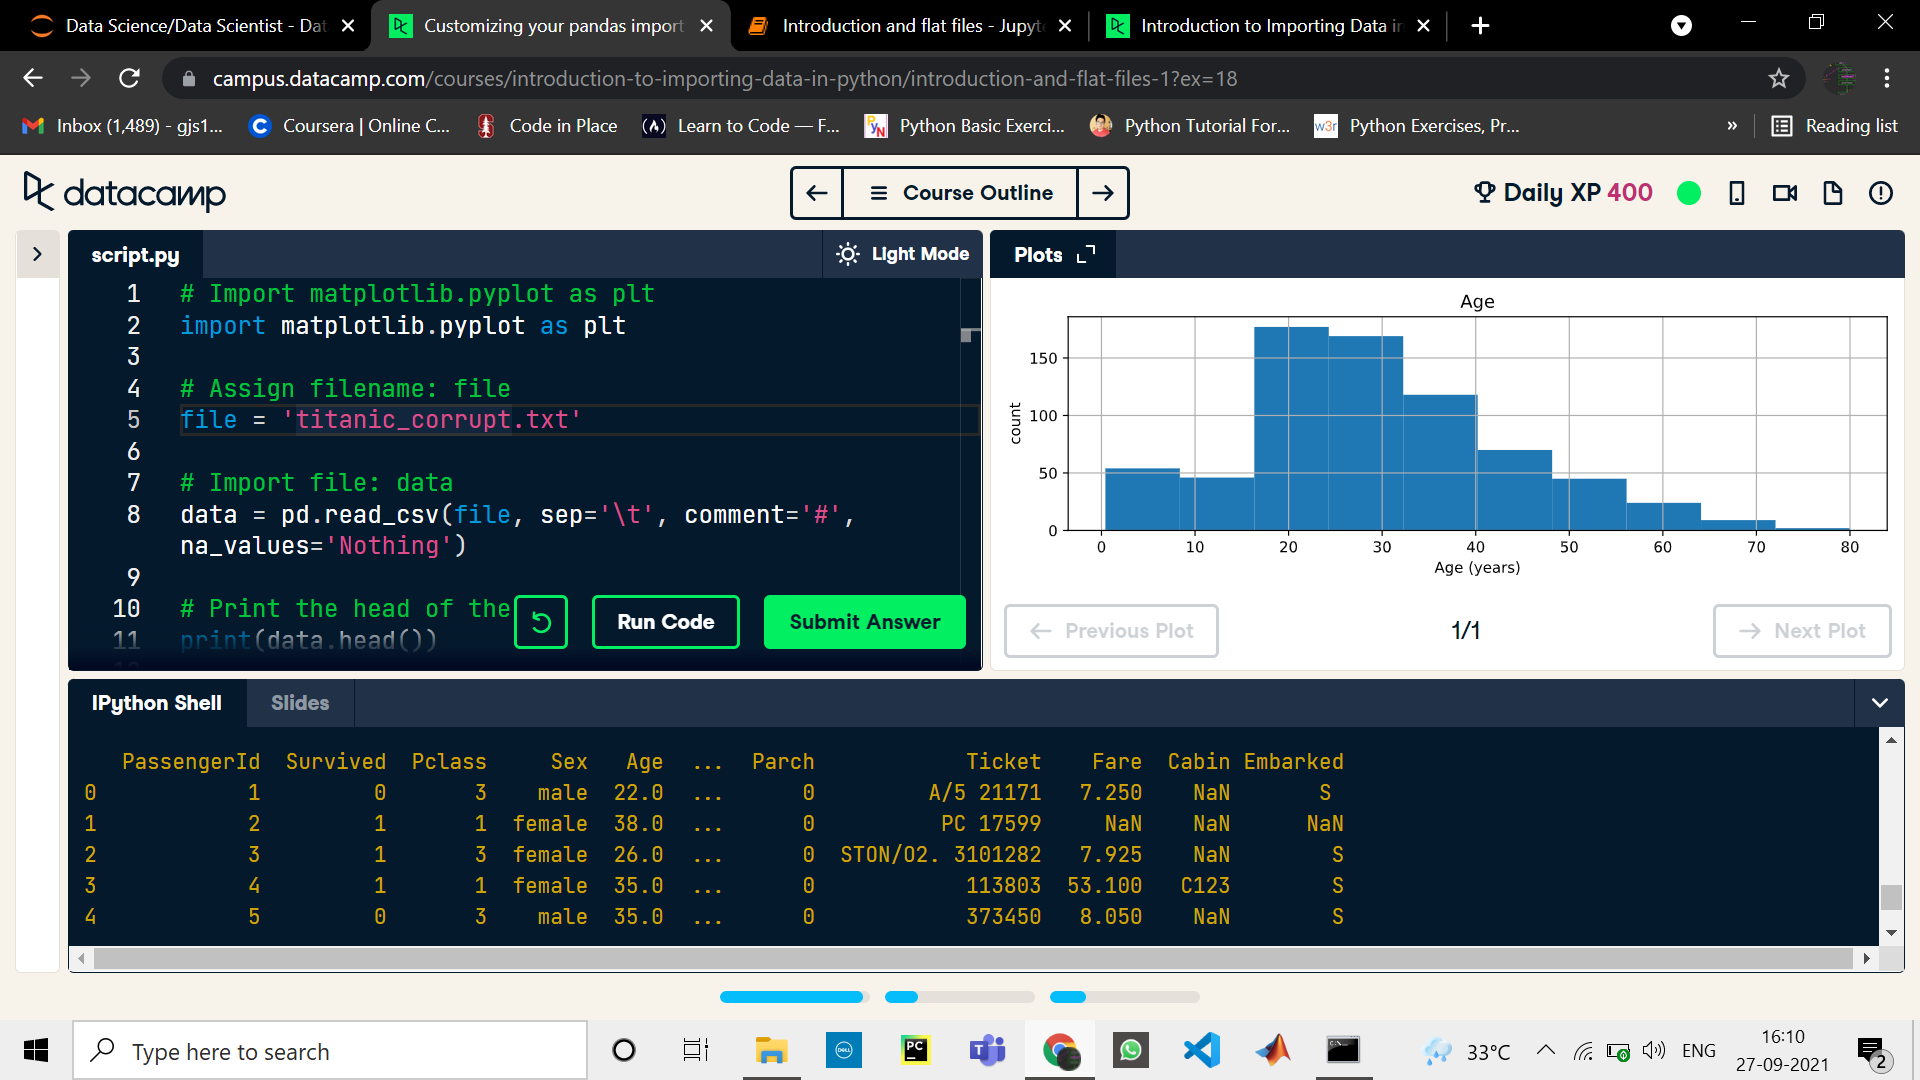 Data Science/Data Scientist - Dat
Customizing your pandas import
Introduction and flat files - Jupyte
Introduction to Importing Data in
campus.datacamp.com/courses/introduction-to-importing-data-in-python/introduction-and-flat-files-1?ex=18
Inbox (1,489) - gjs1...
Coursera | Online C...
Code in Place
Learn to Code — F...
Python Basic Exerci...
Python Tutorial For...
w3r
Python Exercises, Pr...
»
Reading list
datacamp
Course Outline
Daily XP 400
script.py
Light Mode
1 # Import matplotlib.pyplot as plt
2 import matplotlib.pyplot as plt
3
4 # Assign filename: file
5 file = 'titanic_corrupt.txt'
6
7 # Import file: data
8 data = pd.read_csv(file, sep='\t', comment='#',
na_values='Nothing')
9
10 # Print the head of the
11 print(data.head())
Run Code
Submit Answer
Plots
Age
150
100
50
0
count
0 10 20 30 40 50 60 70 80
Age (years)
Previous Plot
1/1
Next Plot
IPython Shell
Slides
PassengerId Survived Pclass Sex Age ... Parch Ticket Fare Cabin Embarked
0 1 0 3 male 22.0 ... 0 A/5 21171 7.250 NaN S
1 2 1 1 female 38.0 ... 0 PC 17599 NaN NaN NaN
2 3 1 3 female 26.0 ... 0 STON/O2. 3101282 7.925 NaN S
3 4 1 1 female 35.0 ... 0 113803 53.100 C123 S
4 5 0 3 male 35.0 ... 0 373450 8.050 NaN S
Type here to search
DELL
PC
33°C
ENG
16:10
27-09-2021
2